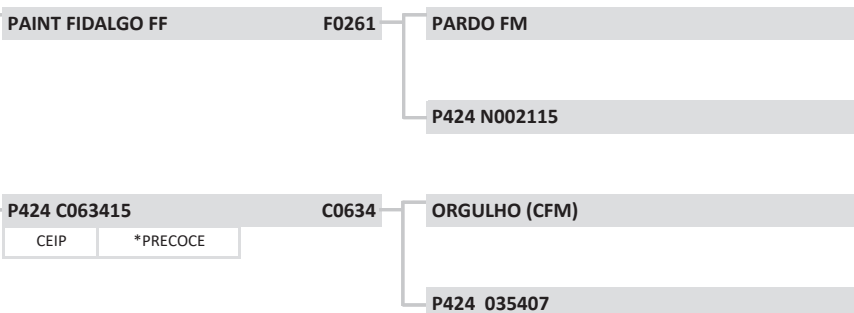 PAINT FIDALGO FF F0261 PARDO FM
P424 N002115
P424 C063415 C0634 ORGULHO (CFM)
CEIP *PRECOCE
P424 035407